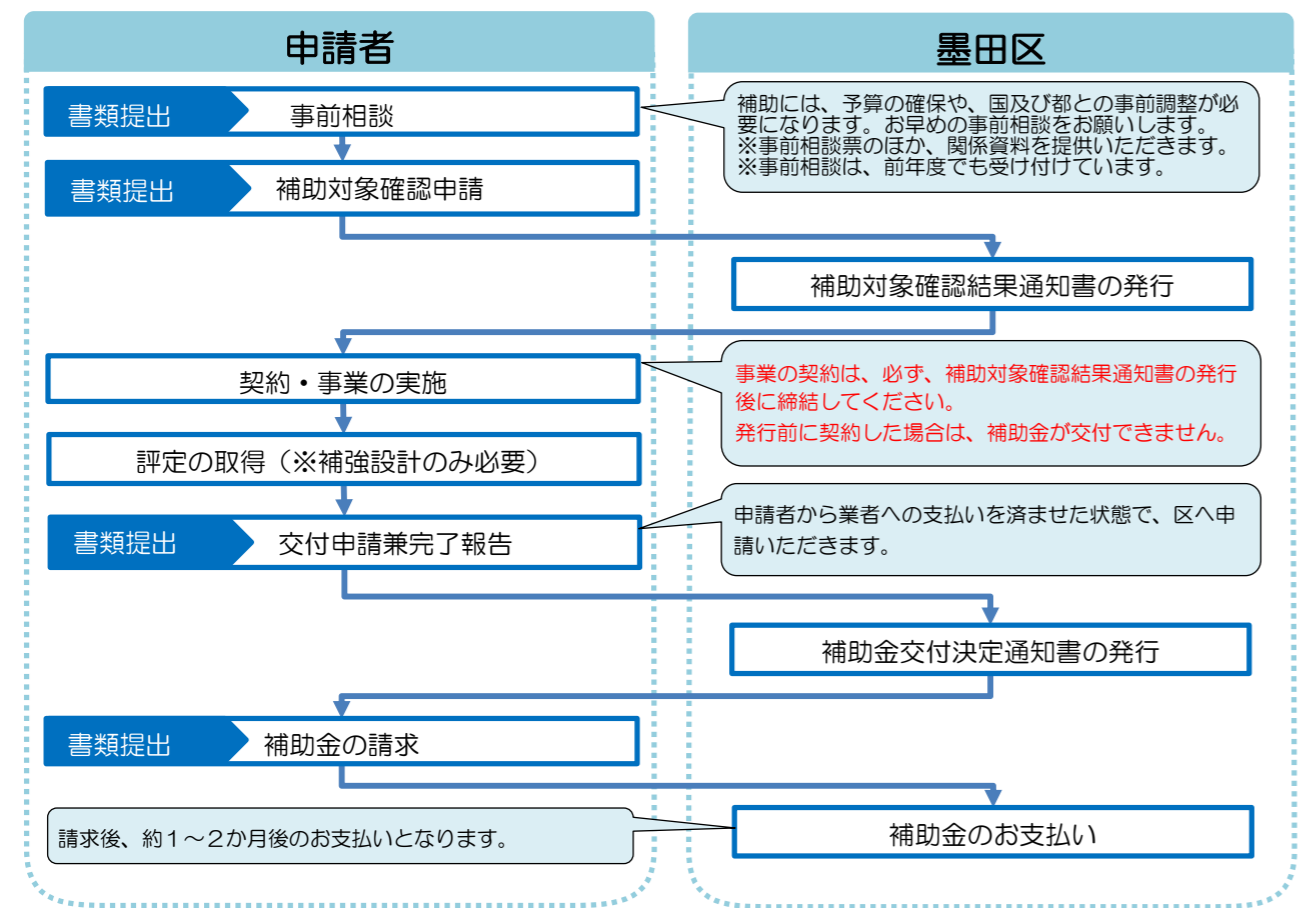 申請者
墨田区
書類提出
事前相談
補助には、予算の確保や、国及び都との事前調整が必
要になります。お早めの事前相談をお願いします。
※事前相談票のほか、関係資料を提供いただきます。
※事前相談は、前年度でも受け付けています。
書類提出
補助対象確認申請
補助対象確認結果通知書の発行
契約・事業の実施
事業の契約は、必ず、補助対象確認結果通知書の発行
後に締結してください。
発行前に契約した場合は、補助金が交付できません。
評定の取得（※補強設計のみ必要）
書類提出
交付申請兼完了報告
申請者から業者への支払いを済ませた状態で、区へ申
請いただきます。
補助金交付決定通知書の発行
書類提出
補助金の請求
請求後、約１～２か月後のお支払いとなります。
補助金のお支払い